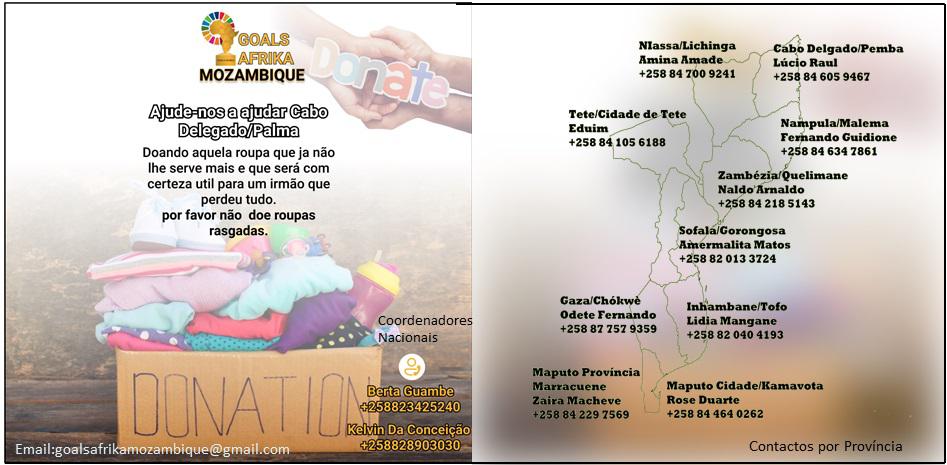 GOALS
AFRIKA
MOZAMBIQUE
Donate
Ajude-nos a ajudar Cabo
Delegado/Palma
Doando aquela roupa que ja não
lhe serve mais e que será com
certeza util para um irmão que
perdeu tudo.
por favor não doe roupas
rasgadas.
Coordenadores
Nacionais
Berta Guambe
+258823425240
Kelvin Da Conceição
+258828903030
DONATION
Email:goalsafrikamozambique@gmail.com
NIassa/Lichinga
Amina Amade
+258 84 700 9241
Cabo Delgado/Pemba
Lúcio Raul
+258 84 605 9467
Tete/Cidade de Tete
Eduim
+258 84 105 6188
Nampula/Malema
Fernando Guidione
+258 84 634 7861
Zambézia/Quelimane
Naldo Arnaldo
+258 84 218 5143
Sofala/Gorongosa
Amermalita Matos
+258 82 013 3724
Gaza/Chókwè
Odete Fernando
+258 87 757 9359
Inhambane/Tofo
Lidia Mangane
+258 82 040 4193
Maputo Província
Marracuene
Zaira Macheve
+258 84 229 7569
Maputo Cidade/Kamavota
Rose Duarte
+258 84 464 0262
Contactos por Província